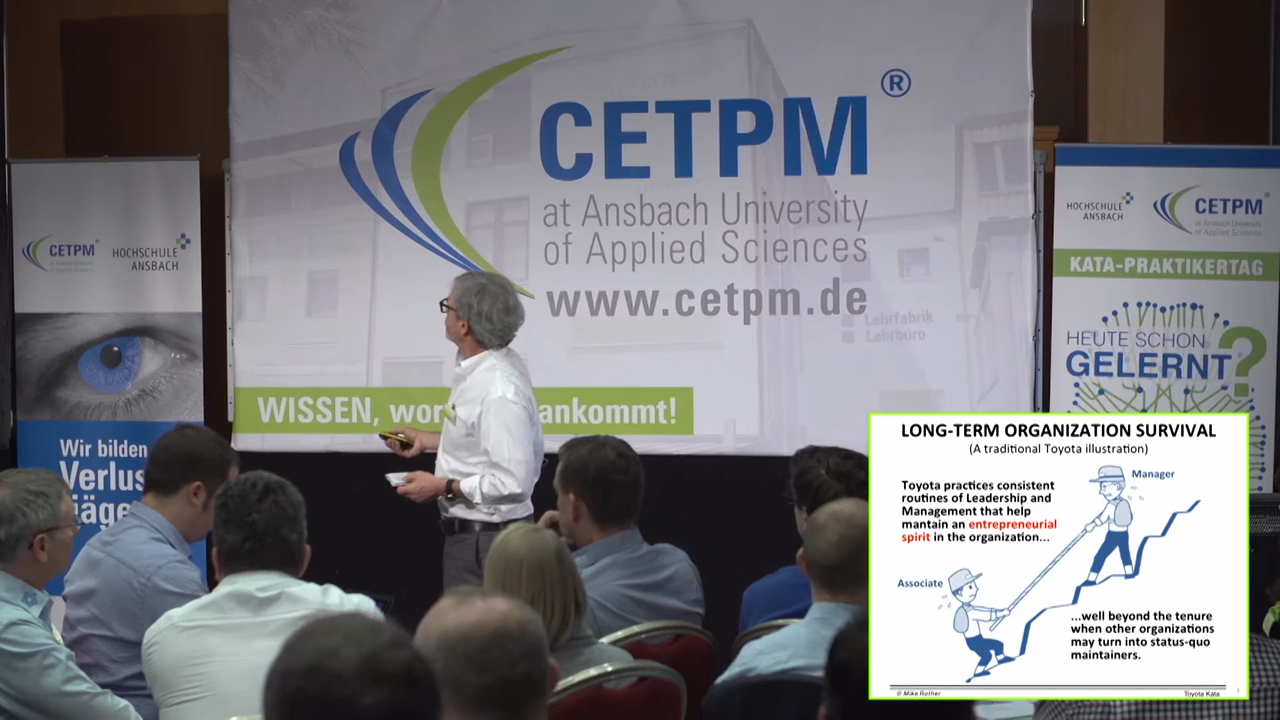 CETPM®
at Ansbach University
of Applied Sciences
www.cetpm.de
Lehrfabrik
Lehrbüro
WISSEN, wor ankommt!
CETPM
HOCHSCHULE
ANSBACH
Wir bilden
Verlus
jäge
HOCHSCHULE
ANSBACH
CETPM
at Ansbach University
of Applied Sciences
KATA-PRAKTIKERTAG
HEUTE SCHON
GELERNT?
LONG-TERM ORGANIZATION SURVIVAL
(A traditional Toyota illustration)
Manager
Toyota practices consistent
routines of Leadership and
Management that help
mantain an entrepreneurial
spirit in the organization...
Associate
...well beyond the tenure
when other organizations
may turn into status-quo
maintainers.
© Mike Rother
Toyota Kata